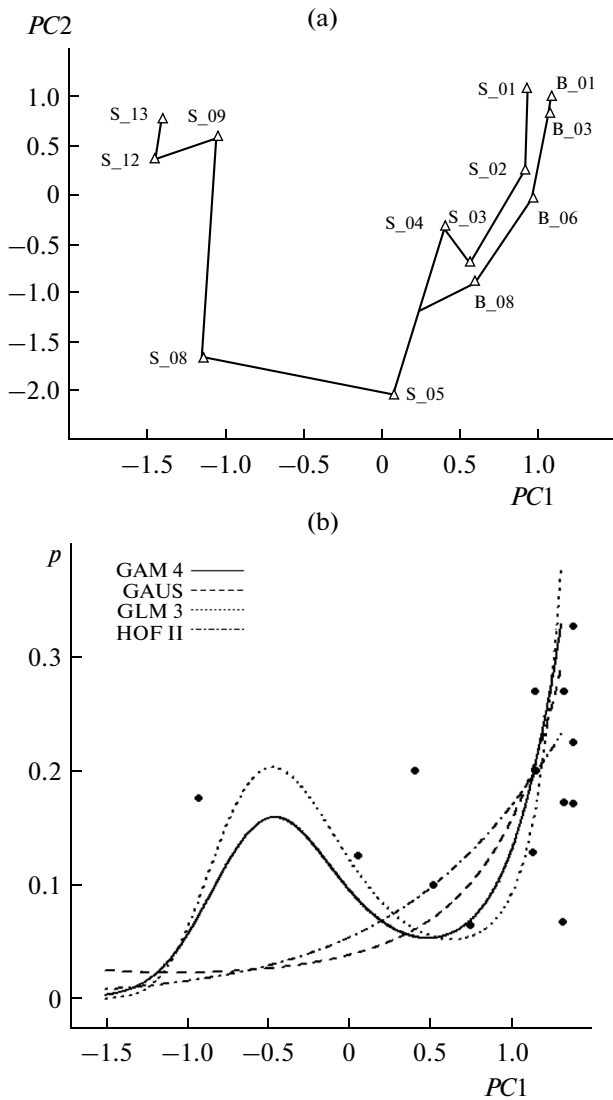 (a)
PC2
1.0
0.5
0
−0.5
−1.0
−1.5
−2.0
S_13
S_09
S_12
S_01
B_01
B_03
S_02
S_04
S_03
B_06
B_08
S_08
S_05
−1.5 −1.0 −0.5 0 0.5 1.0
PC1
(b)
p
GAM 4
GAUS
GLM 3
HOF II
0.3
0.2
0.1
0
−1.5 −1.0 −0.5 0 0.5 1.0
PC1